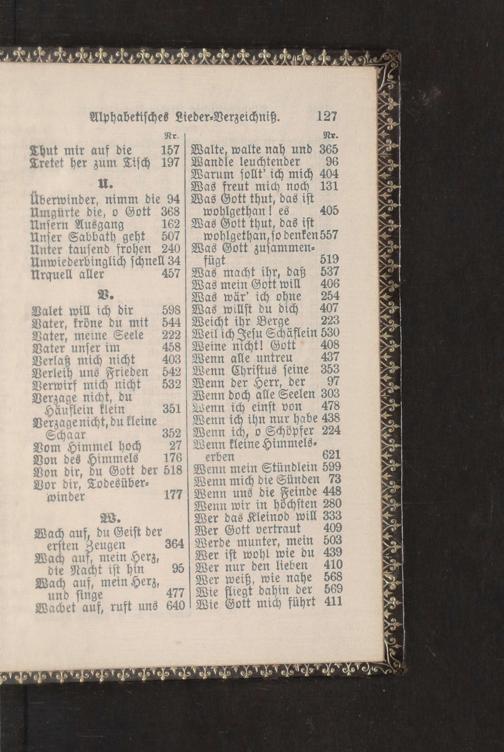 Alphabetisches Lieder-Verzeichniß. 127
Nr.
Thut mir auf die 157
Tretet her zum Tisch 197
U.
Überwinder, nimm die 94
Umgürte die, o Gott 368
Unsern Ausgang 162
Unser Sabbath geht 507
Unter tausend frohen 240
Unwiederbringlich schnell 34
Urquell aller 457
V.
Valet will ich dir 598
Vater, kröne du mit 544
Vater, meine Seele 222
Vater unser im 458
Verlaß mich nicht 403
Verleih uns Frieden 542
Verwirf mich nicht 532
Verzage nicht, du
Häuflein klein 351
Verzage nicht, du kleine
Schaar 352
Vom Himmel hoch 27
Von des Himmels 176
Von dir, du Gott der 518
Vor dir, Todesüber-
winder 177
W.
Wach auf, du Geist der
ersten Zeugen 364
Wach auf, mein Herz,
die Nacht ist hin 95
Wach auf, mein Herz,
und singe 477
Wachet auf, ruft uns 640
Nr.
Walte, walte nah und 365
Wandle leuchtender 96
Warum sollt' ich mich 404
Was freut mich noch 131
Was Gott thut, das ist
wohlgethan! es 405
Was Gott thut, das ist
wohlgethan, so denken 557
Was Gott zusammen-
fügt 519
Was macht ihr, daß 537
Was mein Gott will 406
Was wär' ich ohne 254
Was willst du dich 407
Weicht ihr Berge 223
Weil ich Jesu Schäflein 530
Weine nicht! Gott 408
Wenn alle untreu 437
Wenn Christus seine 353
Wenn der Herr, der 97
Wenn doch alle Seelen 303
Wenn ich einst von 478
Wenn ich ihn nur habe 438
Wenn ich, o Schöpfer 224
Wenn kleine Himmels-
erben 621
Wenn mein Stündlein 599
Wenn mich die Sünden 73
Wenn uns die Feinde 448
Wenn wir in höchsten 280
Wer das Kleinod will 333
Wer Gott vertraut 409
Werde munter, mein 503
Wer ist wohl wie du 439
Wer nur den lieben 410
Wer weiß, wie nahe 568
Wie fliegt dahin der 569
Wie Gott mich führt 411